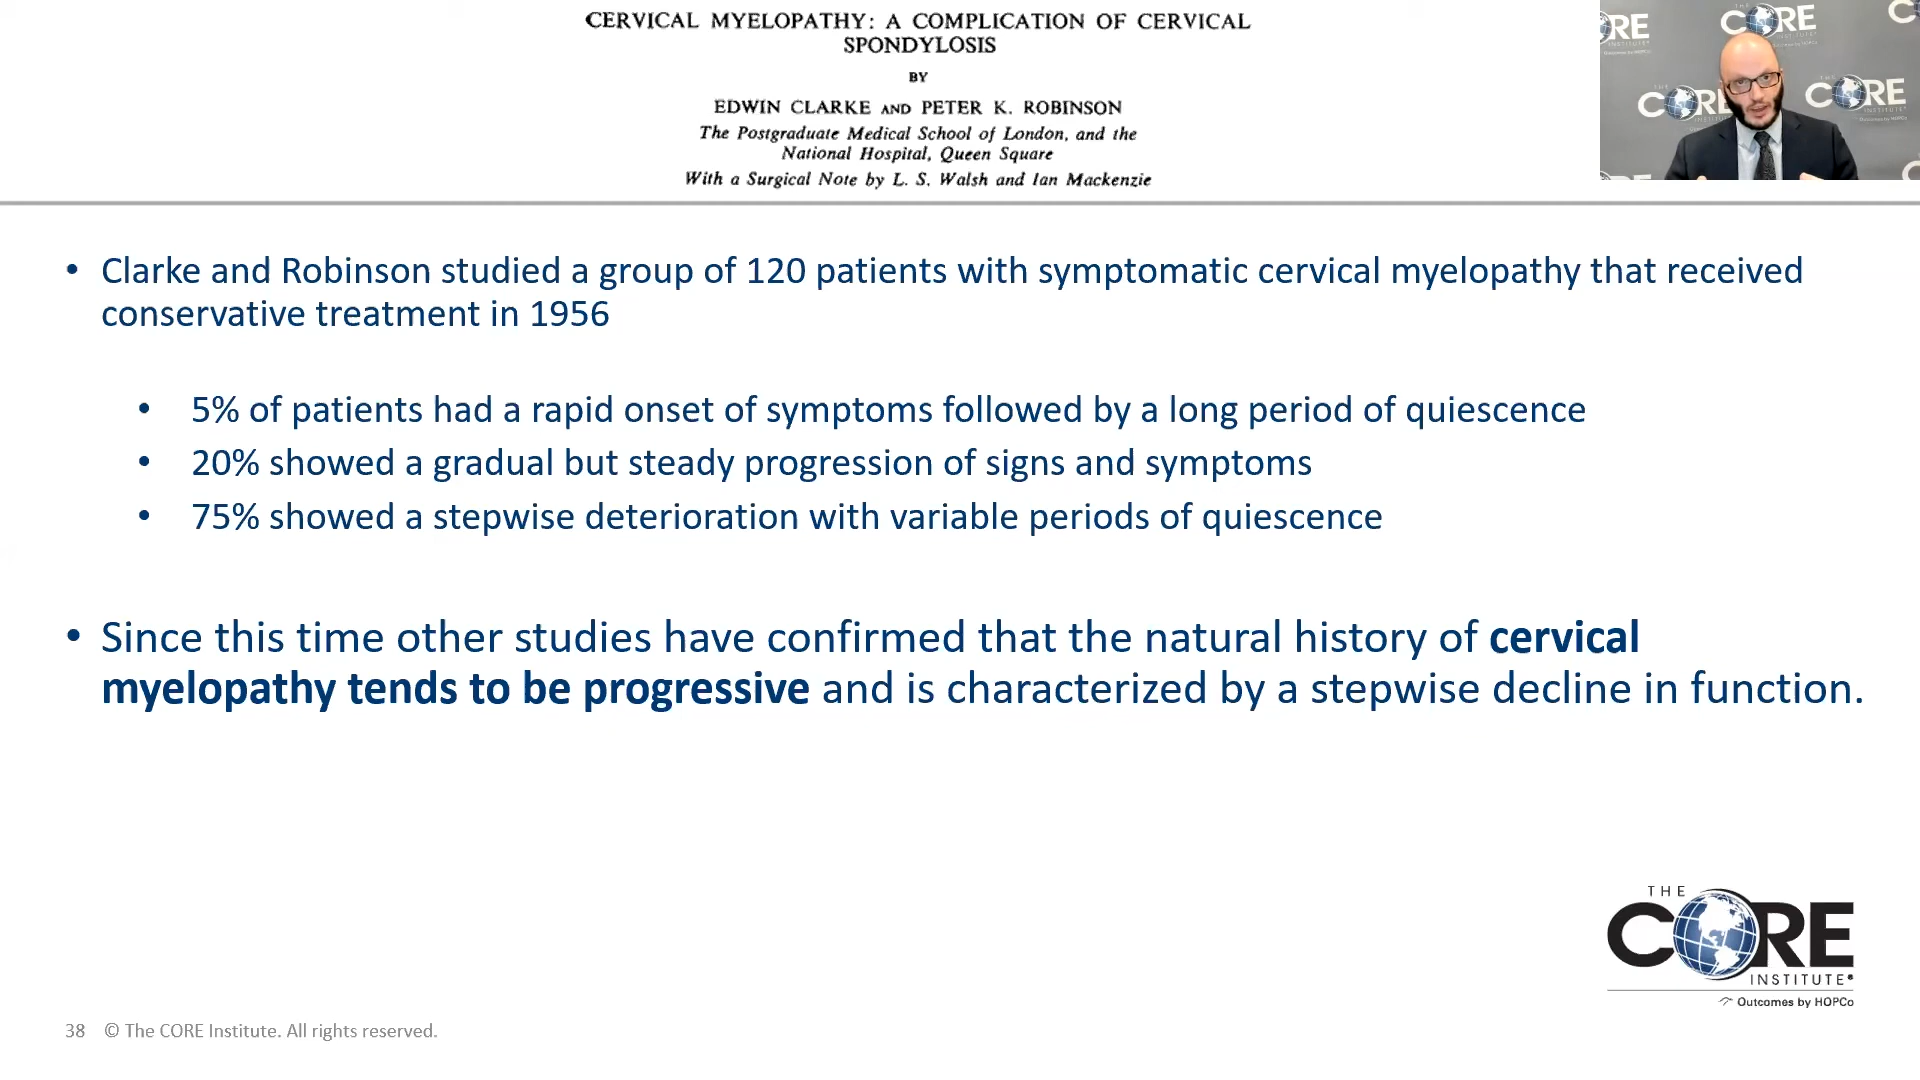 CERVICAL MYELOPATHY: A COMPLICATION OF CERVICAL
SPONDYLOSIS
BY
EDWIN CLARKE AND PETER K. ROBINSON
The Postgraduate Medical School of London, and the
National Hospital, Queen Square
With a Surgical Note by L. S. Walsh and Ian Mackenzie
• Clarke and Robinson studied a group of 120 patients with symptomatic cervical myelopathy that received
conservative treatment in 1956
• 5% of patients had a rapid onset of symptoms followed by a long period of quiescence
• 20% showed a gradual but steady progression of signs and symptoms
• 75% showed a stepwise deterioration with variable periods of quiescence
• Since this time other studies have confirmed that the natural history of cervical
myelopathy tends to be progressive and is characterized by a stepwise decline in function.
THE
CORE
INSTITUTE
Outcomes by HOPCo
38 © The CORE Institute. All rights reserved.